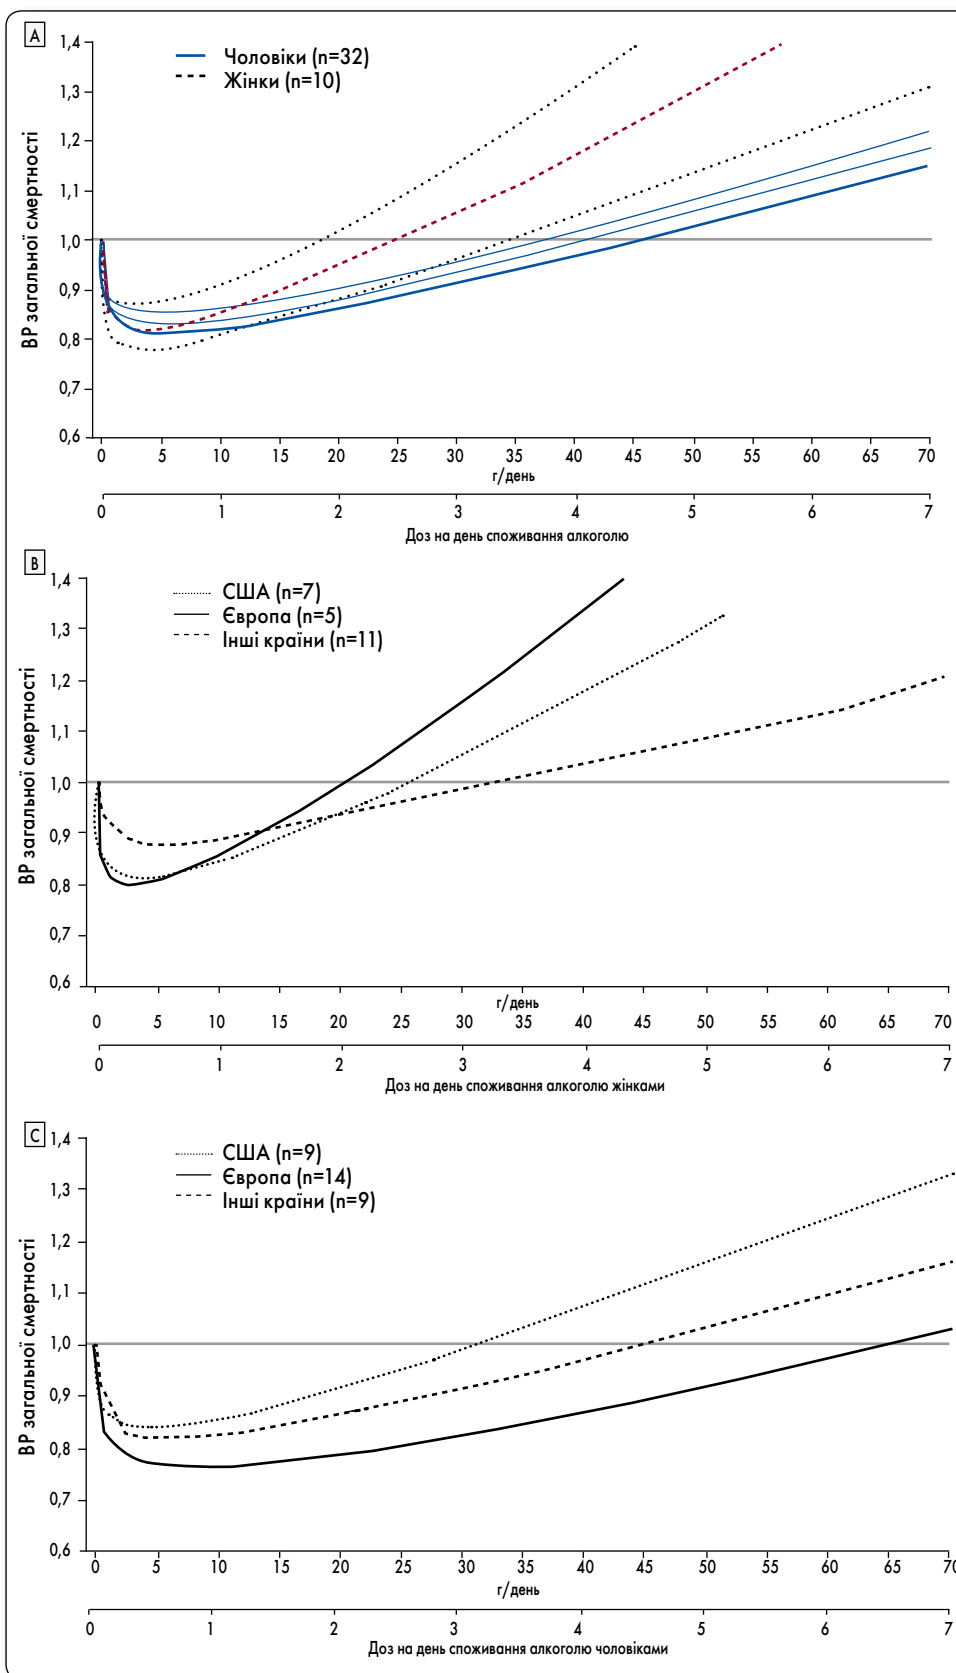 A
1,4
1,3
1,2
1,1
1,0
0,9
0,8
0,7
0,6
ВР загальної смертності
Чоловіки (n=32)
Жінки (n=10)
0 5 10 15 20 25 30 35 40 45 50 55 60 65 70
г/день
0 1 2 3 4 5 6 7
Доз на день споживання алкоголю
B
1,4
1,3
1,2
1,1
1,0
0,9
0,8
0,7
0,6
ВР загальної смертності
США (n=7)
Європа (n=5)
Інші країни (n=11)
г/день
0 5 10 15 20 25 30 35 40 45 50 55 60 65 70
0 1 2 3 4 5 6 7
Доз на день споживання алкоголю жінками
C
1,4
1,3
1,2
1,1
1,0
0,9
0,8
0,7
0,6
ВР загальної смертності
США (n=9)
Європа (n=14)
Інші країни (n=9)
0 5 10 15 20 25 30 35 40 45 50 55 60 65 70
г/день
0 1 2 3 4 5 6 7
Доз на день споживання алкоголю чоловіками